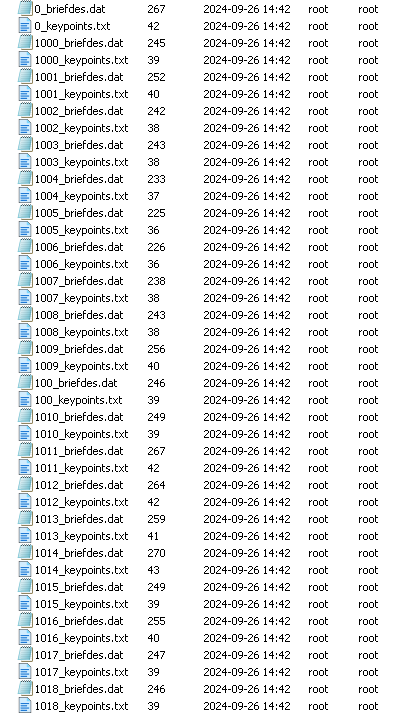 0_briefdes.dat 267 2024-09-26 14:42 root root
0_keypoints.txt 42 2024-09-26 14:42 root root
1000_briefdes.dat 245 2024-09-26 14:42 root root
1000_keypoints.txt 39 2024-09-26 14:42 root root
1001_briefdes.dat 252 2024-09-26 14:42 root root
1001_keypoints.txt 40 2024-09-26 14:42 root root
1002_briefdes.dat 242 2024-09-26 14:42 root root
1002_keypoints.txt 38 2024-09-26 14:42 root root
1003_briefdes.dat 243 2024-09-26 14:42 root root
1003_keypoints.txt 38 2024-09-26 14:42 root root
1004_briefdes.dat 233 2024-09-26 14:42 root root
1004_keypoints.txt 37 2024-09-26 14:42 root root
1005_briefdes.dat 225 2024-09-26 14:42 root root
1005_keypoints.txt 36 2024-09-26 14:42 root root
1006_briefdes.dat 226 2024-09-26 14:42 root root
1006_keypoints.txt 36 2024-09-26 14:42 root root
1007_briefdes.dat 238 2024-09-26 14:42 root root
1007_keypoints.txt 38 2024-09-26 14:42 root root
1008_briefdes.dat 243 2024-09-26 14:42 root root
1008_keypoints.txt 38 2024-09-26 14:42 root root
1009_briefdes.dat 256 2024-09-26 14:42 root root
1009_keypoints.txt 40 2024-09-26 14:42 root root
100_briefdes.dat 246 2024-09-26 14:42 root root
100_keypoints.txt 39 2024-09-26 14:42 root root
1010_briefdes.dat 249 2024-09-26 14:42 root root
1010_keypoints.txt 39 2024-09-26 14:42 root root
1011_briefdes.dat 267 2024-09-26 14:42 root root
1011_keypoints.txt 42 2024-09-26 14:42 root root
1012_briefdes.dat 264 2024-09-26 14:42 root root
1012_keypoints.txt 42 2024-09-26 14:42 root root
1013_briefdes.dat 259 2024-09-26 14:42 root root
1013_keypoints.txt 41 2024-09-26 14:42 root root
1014_briefdes.dat 270 2024-09-26 14:42 root root
1014_keypoints.txt 43 2024-09-26 14:42 root root
1015_briefdes.dat 249 2024-09-26 14:42 root root
1015_keypoints.txt 39 2024-09-26 14:42 root root
1016_briefdes.dat 255 2024-09-26 14:42 root root
1016_keypoints.txt 40 2024-09-26 14:42 root root
1017_briefdes.dat 247 2024-09-26 14:42 root root
1017_keypoints.txt 39 2024-09-26 14:42 root root
1018_briefdes.dat 246 2024-09-26 14:42 root root
1018_keypoints.txt 39 2024-09-26 14:42 root root